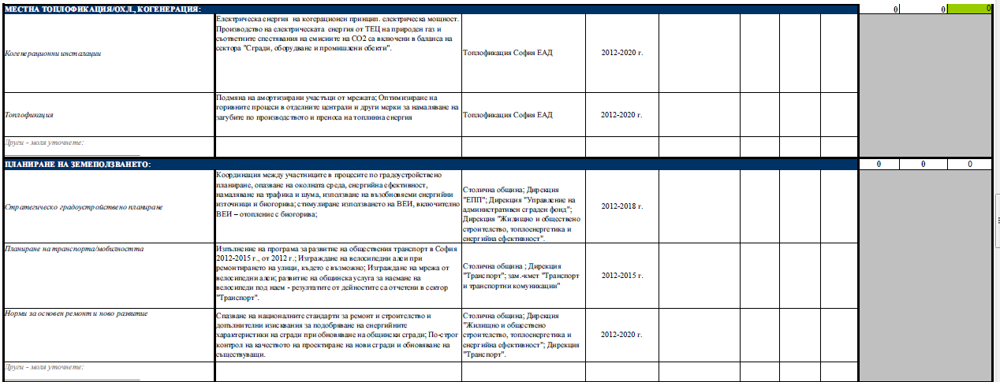 МЕСТНА ТОПЛОФИКАЦИЯ/ОХЛ., КОГЕНЕРАЦИЯ: 0 0 0
Когенерационни инсталации
Електрическа енергия на когерационен принцип. електрическа мощност.
Производство на електрическата енергия от ТЕЦ на природен газ и
съответните спестявания на емисиите на СО2 са включени в баланса на
сектора "Сгради, оборудване и промишлени обекти".
Топлофикация София ЕАД
2012-2020 г.
Топлофикация
Подмяна на амортизирани участъци от мрежата; Оптимизиране на
горивните процеси в отделните централи и други мерки за намаляване на
загубите по производството и преноса на топлинна енергия
Топлофикация София ЕАД
2012-2020 г.
Други - моля уточнете:
ПЛАНИРАНЕ НА ЗЕМЕПОЛЗВАНЕТО: 0 0 0
Стратегическо градоустройствено планиране
Координация между участниците в процесите по градоустройствено
планиране, опазване на околната среда, енергийна ефективност,
намаляване на трафика и шума, използване на възобновяеми енергийни
източници и биогорива; стимулиране използването на ВЕИ, включително
ВЕИ – отопление с биогорива;
Столична община; Дирекция
"ЕПП"; Дирекция "Управление на
административен сграден фонд";
Дирекция "Жилищно и обществено
строителство, топлоенергетика и
енергийна ефективност".
2012-2018 г.
Планиране на транспорта/мобилността
Изпълнение на програма за развитие на обществения транспорт в София
2012-2015 г., от 2012 г.; Изграждане на велосипедни алеи при
ремонтирането на улици, където е възможно; Изграждане на мрежа от
велосипедни алеи; развитие на общинска услуга за наемане на
велосипеди под наем - резултатите от дейностите са отчетени в сектор
"Транспорт".
Столична община ; Дирекция
"Транспорт"; зам.-кмет "Транспорт
и транспортни комуникации"
2012-2015 г.
Норми за основен ремонт и ново развитие
Спазване на националните стандарти за ремонт и строителство и
допълнителни изисквания за подобряване на енергийните
характеристики на сгради при обновяване на общински сгради; По-строг
контрол на качеството на проектиране на нови сгради и обновяване на
съществуващи.
Столична община; Дирекция
"Жилищно и обществено
строителство, топлоенергетика и
енергийна ефективност"; Дирекция
"Транспорт".
2012-2020 г.
Други - моля уточнете: